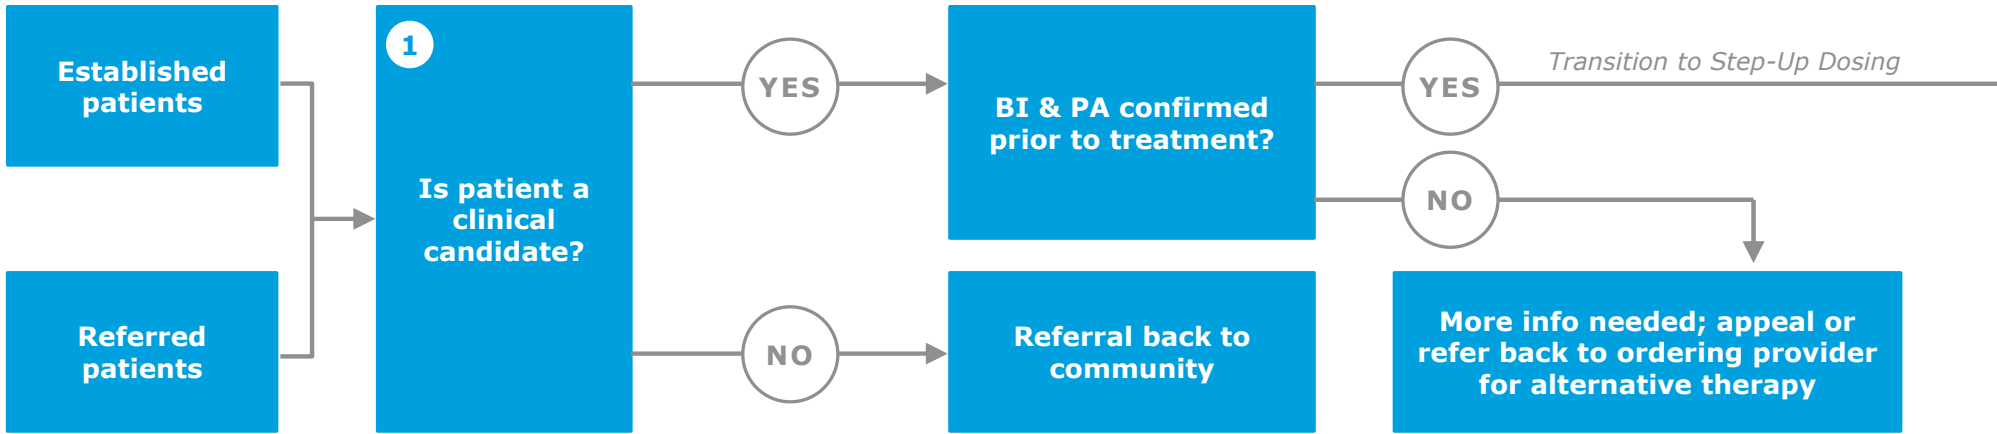 Established
patients
Referred
patients
1
Is patient a
clinical
candidate?
YES
NO
BI & PA confirmed
prior to treatment?
Referral back to
community
YES
Transition to Step-Up Dosing
NO
More info needed; appeal or
refer back to ordering provider
for alternative therapy